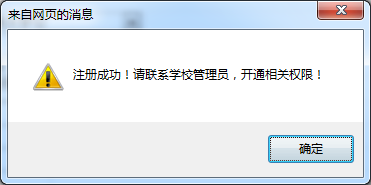 来自网页的消息
注册成功！请联系学校管理员，开通相关权限！
确定